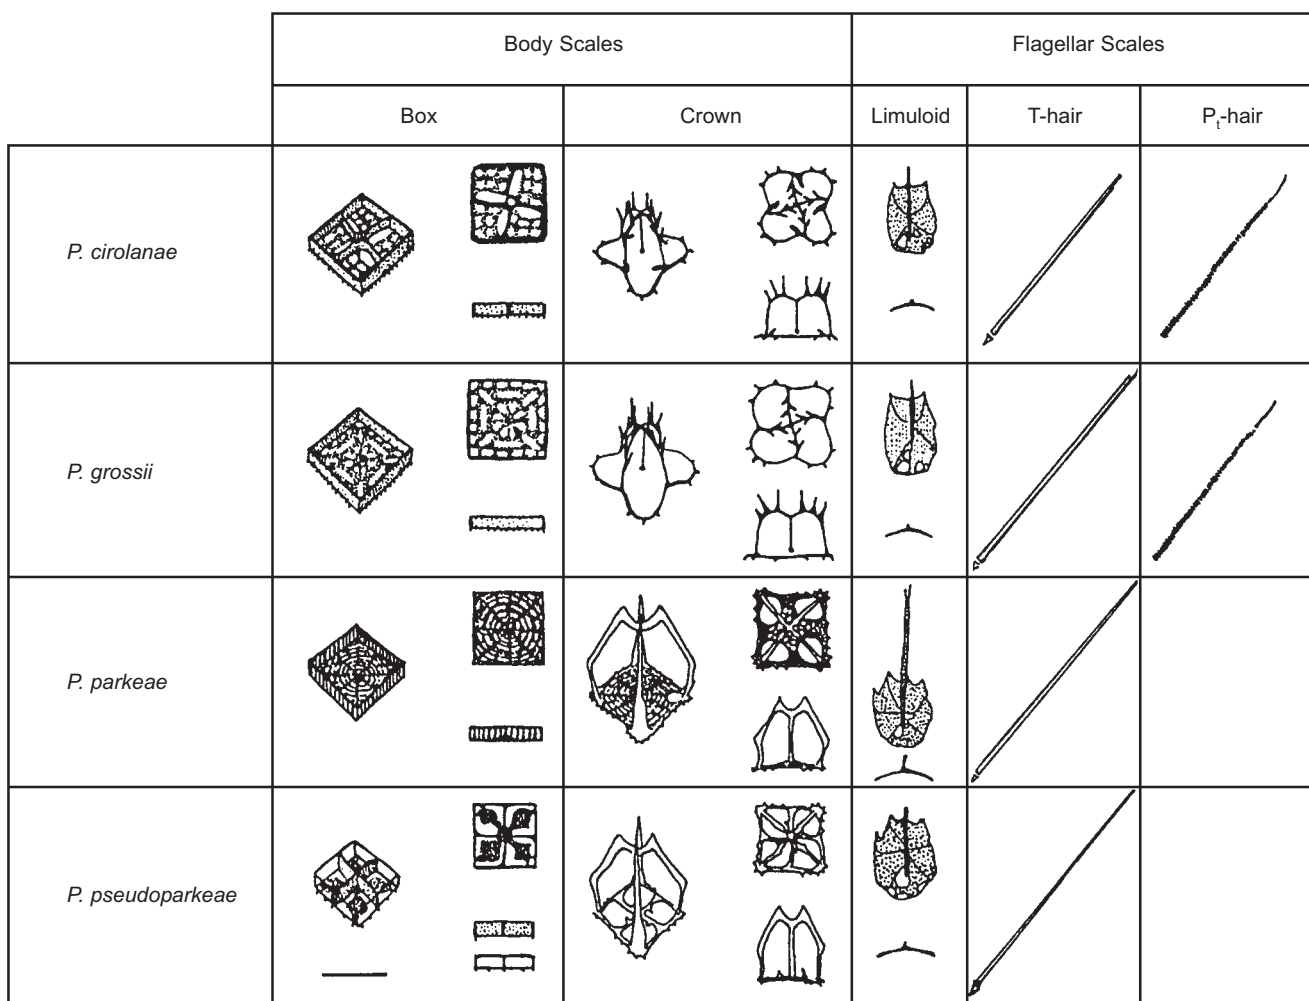 Body Scales Flagellar Scales
Box Crown Limuloid T-hair Pt-hair
P. cirolanae
P. grossii
P. parkeae
P. pseudoparkeae